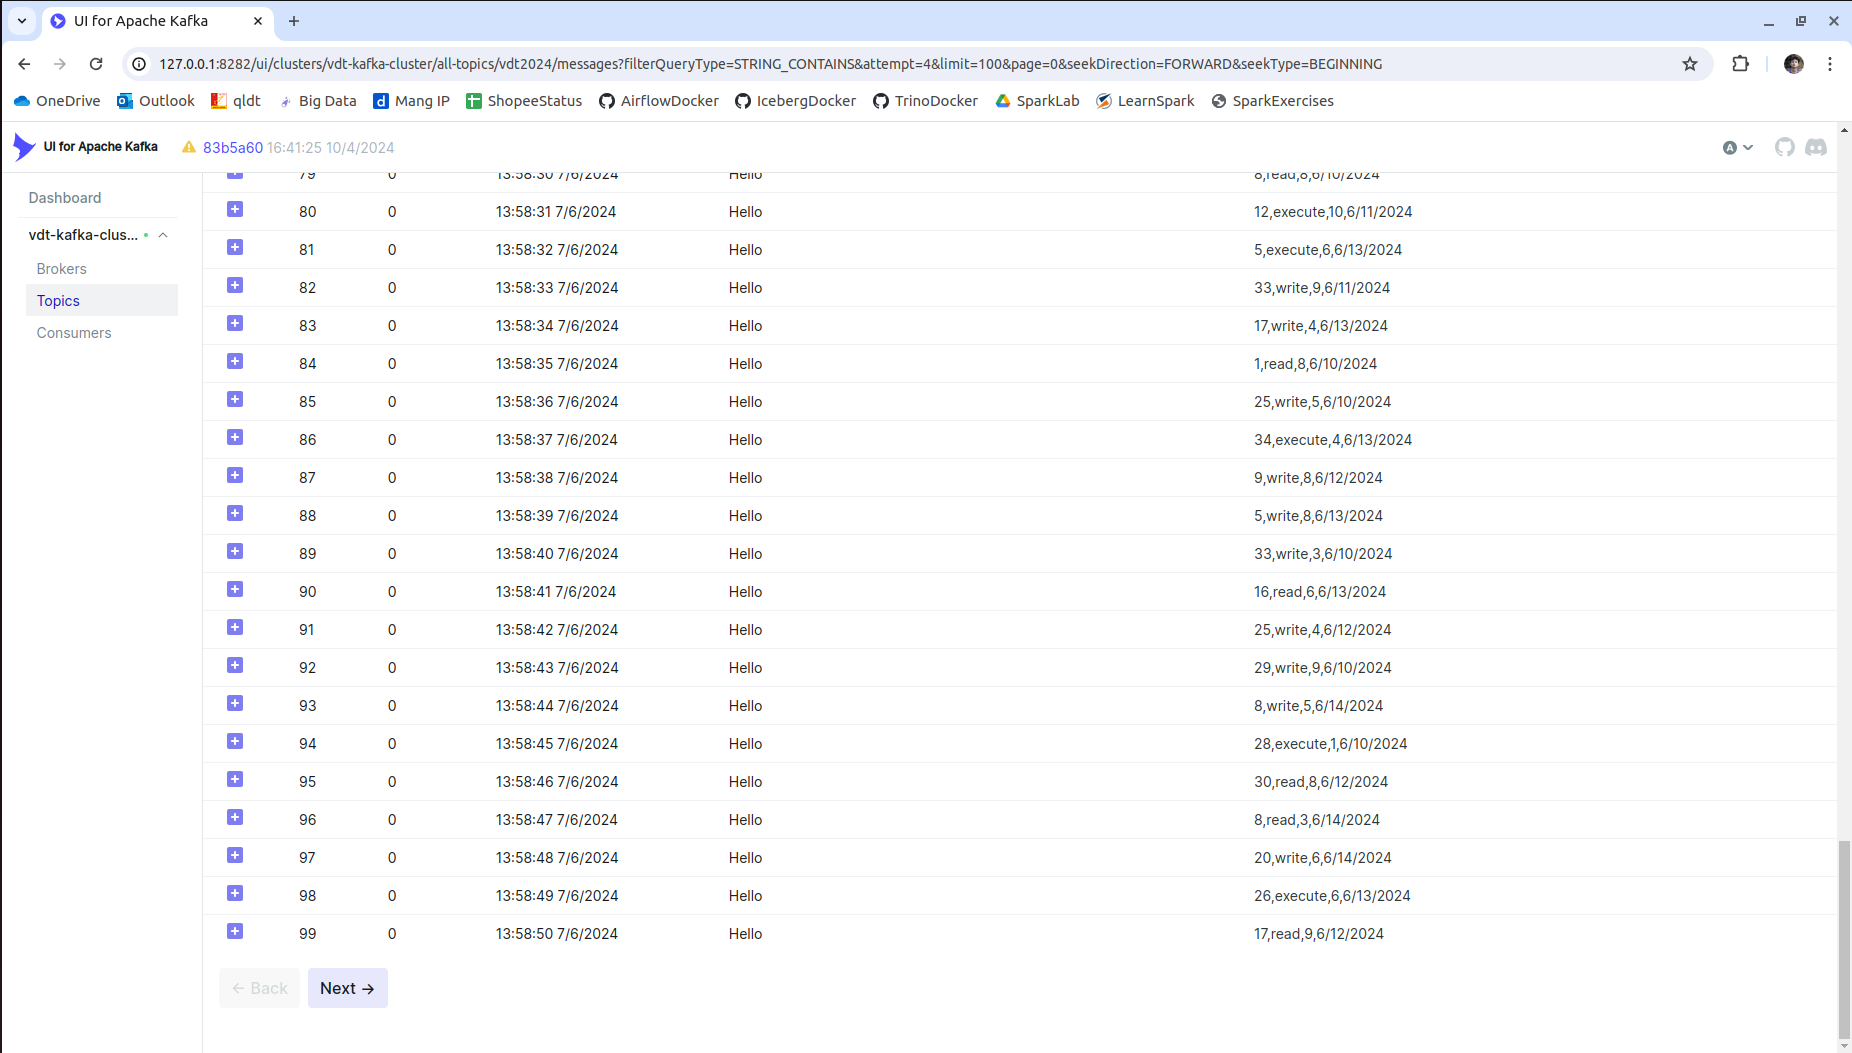 UI for Apache Kafka
127.0.0.1:8282/ui/clusters/vdt-kafka-cluster/all-topics/vdt2024/messages?filterQueryType=STRING_CONTAINS&attempt=4&limit=100&page=0&seekDirection=FORWARD&seekType=BEGINNING
OneDrive Outlook qldt Big Data Mang IP ShopeeStatus AirflowDocker IcebergDocker TrinoDocker SparkLab LearnSpark SparkExercises
UI for Apache Kafka 83b5a60 16:41:25 10/4/2024 A
Dashboard
vdt-kafka-clus...
Brokers
Topics
Consumers
79 0 13:58:30 7/6/2024 Hello 8,read,8,6/10/2024
80 0 13:58:31 7/6/2024 Hello 12,execute,10,6/11/2024
81 0 13:58:32 7/6/2024 Hello 5,execute,6,6/13/2024
82 0 13:58:33 7/6/2024 Hello 33,write,9,6/11/2024
83 0 13:58:34 7/6/2024 Hello 17,write,4,6/13/2024
84 0 13:58:35 7/6/2024 Hello 1,read,8,6/10/2024
85 0 13:58:36 7/6/2024 Hello 25,write,5,6/10/2024
86 0 13:58:37 7/6/2024 Hello 34,execute,4,6/13/2024
87 0 13:58:38 7/6/2024 Hello 9,write,8,6/12/2024
88 0 13:58:39 7/6/2024 Hello 5,write,8,6/13/2024
89 0 13:58:40 7/6/2024 Hello 33,write,3,6/10/2024
90 0 13:58:41 7/6/2024 Hello 16,read,6,6/13/2024
91 0 13:58:42 7/6/2024 Hello 25,write,4,6/12/2024
92 0 13:58:43 7/6/2024 Hello 29,write,9,6/10/2024
93 0 13:58:44 7/6/2024 Hello 8,write,5,6/14/2024
94 0 13:58:45 7/6/2024 Hello 28,execute,1,6/10/2024
95 0 13:58:46 7/6/2024 Hello 30,read,8,6/12/2024
96 0 13:58:47 7/6/2024 Hello 8,read,3,6/14/2024
97 0 13:58:48 7/6/2024 Hello 20,write,6,6/14/2024
98 0 13:58:49 7/6/2024 Hello 26,execute,6,6/13/2024
99 0 13:58:50 7/6/2024 Hello 17,read,9,6/12/2024
← Back Next →